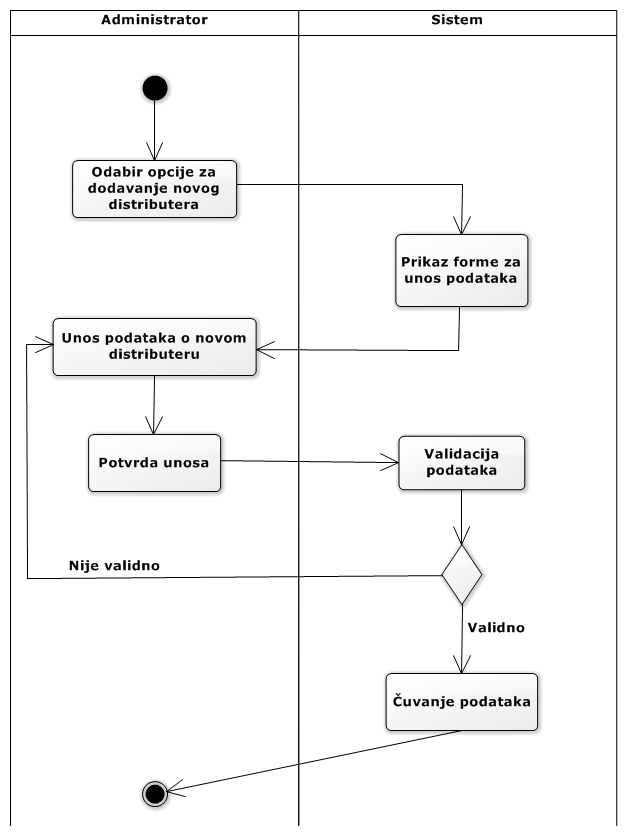 Administrator
Sistem
Odabir opcije za
dodavanje novog
distributera
Prikaz forme za
unos podataka
Unos podataka o novom
distributeru
Potvrda unosa
Validacija
podataka
Nije validno
Validno
Čuvanje podataka